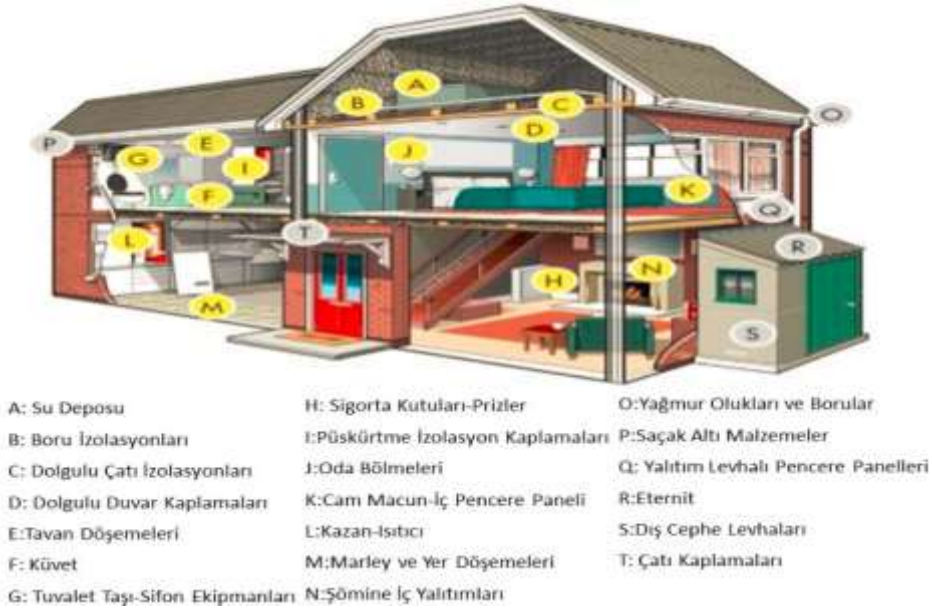 A
B
C
D
O
P
E
G
I
J
F
K
Q
L
T
R
H
N
M
S
A: Su Deposu
B: Boru İzolasyonları
C: Dolgulu Çatı İzolasyonları
D: Dolgulu Duvar Kaplamaları
E:Tavan Döşemeleri
F: Küvet
G: Tuvalet Taşı-Sifon Ekipmanları
H: Sigorta Kutuları-Prizler
I:Püskürtme İzolasyon Kaplamaları
J:Oda Bölmeleri
K:Cam Macun-İç Pencere Paneli
L:Kazan-Isıtıcı
M:Marley ve Yer Döşemeleri
N:Şömine İç Yalıtımları
O:Yağmur Olukları ve Borular
P:Saçak Altı Malzemeler
Q: Yalıtım Levhalı Pencere Panelleri
R:Eternit
S:Dış Cephe Levhaları
T: Çatı Kaplamaları